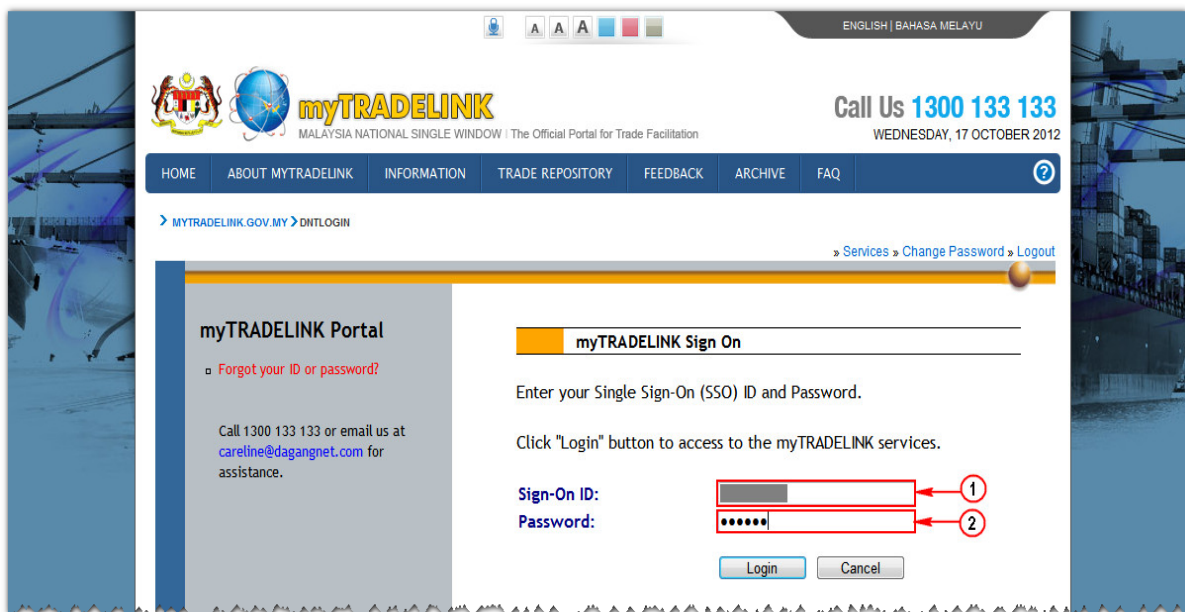 A A A
ENGLISH | BAHASA MELAYU
myTRADELINK
MALAYSIA NATIONAL SINGLE WINDOW | The Official Portal for Trade Facilitation
Call Us 1300 133 133
WEDNESDAY, 17 OCTOBER 2012
HOME ABOUT MYTRADELINK INFORMATION TRADE REPOSITORY FEEDBACK ARCHIVE FAQ ?
MYTRADELINK.GOV.MY > DNTLOGIN
» Services » Change Password » Logout
myTRADELINK Portal
Forgot your ID or password?
Call 1300 133 133 or email us at
careline@dagangnet.com for
assistance.
myTRADELINK Sign On
Enter your Single Sign-On (SSO) ID and Password.
Click "Login" button to access to the myTRADELINK services.
Sign-On ID: 1
Password: •••••• 2
Login Cancel